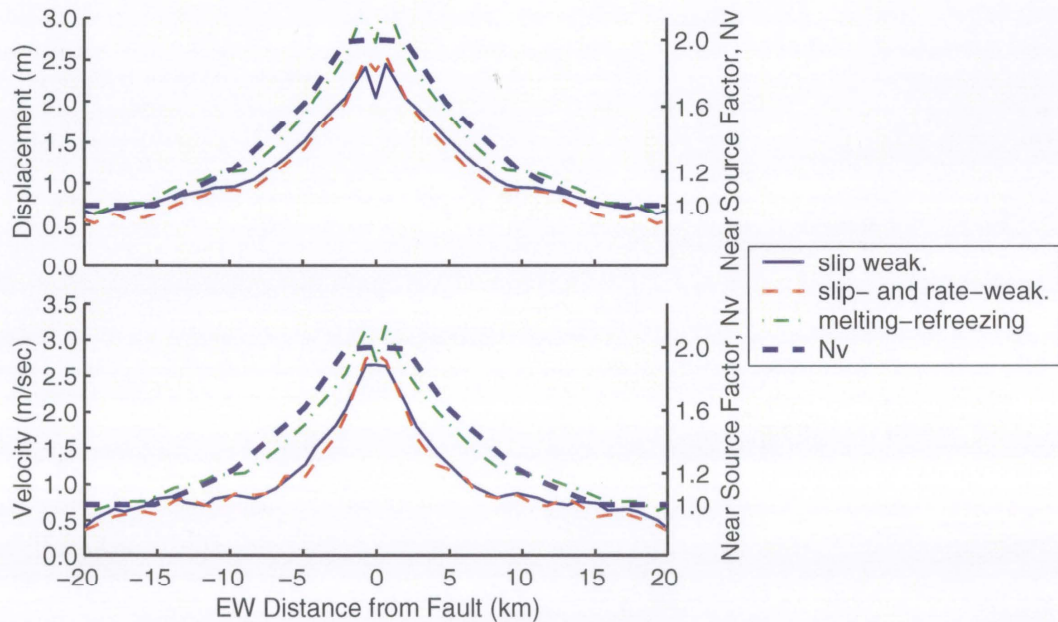 Displacement (m)
3.0
2.5
2.0
1.5
1.0
0.5
0.0
2.0
1.6
1.2
1.0
Near Source Factor, Nv
Velocity (m/sec)
3.5
3.0
2.5
2.0
1.5
1.0
0.5
0.0
2.0
1.6
1.2
1.0
Near Source Factor, Nv
−20 −15 −10 −5 0 5 10 15 20
EW Distance from Fault (km)
slip weak.
slip− and rate−weak.
melting−refreezing
Nv